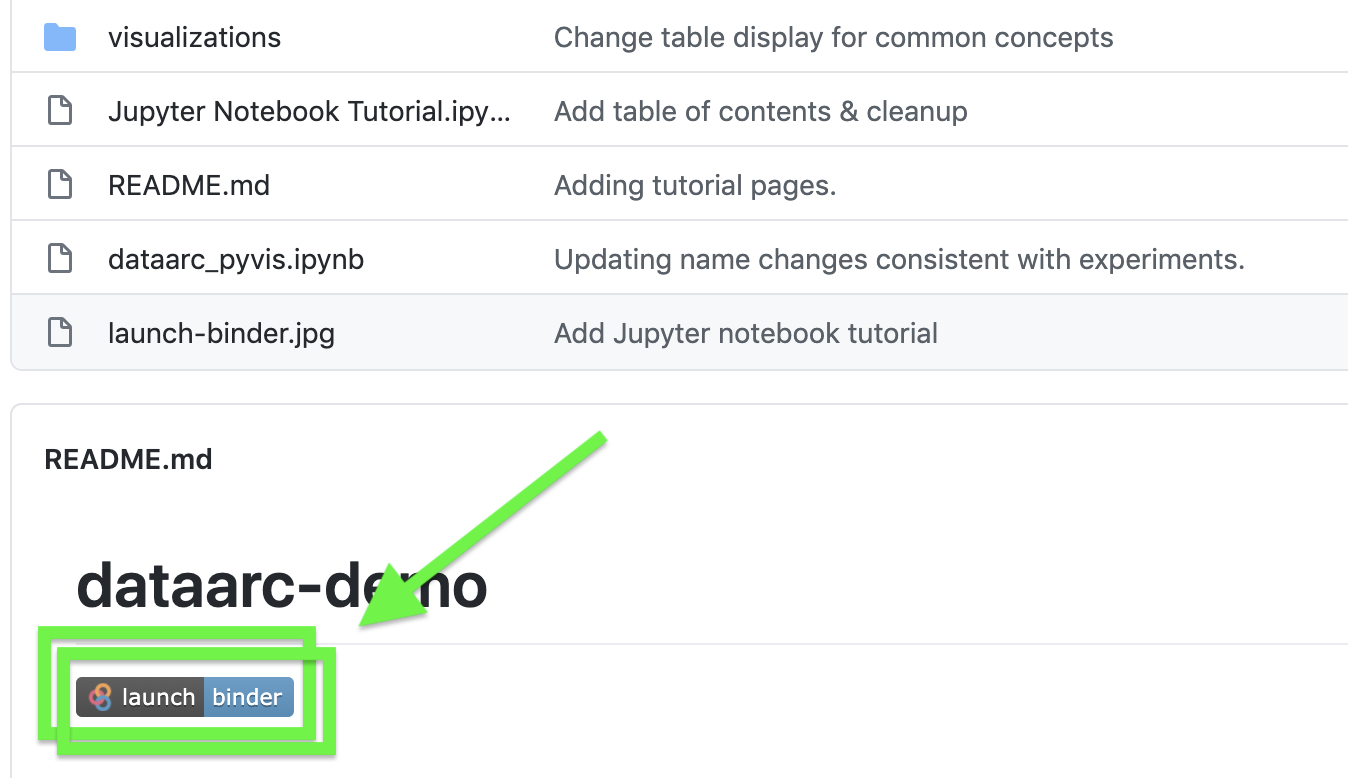 visualizations Change table display for common concepts
Jupyter Notebook Tutorial.ipy... Add table of contents & cleanup
README.md Adding tutorial pages.
dataarc_pyvis.ipynb Updating name changes consistent with experiments.
launch-binder.jpg Add Jupyter notebook tutorial
README.md
dataarc-demo
launch binder